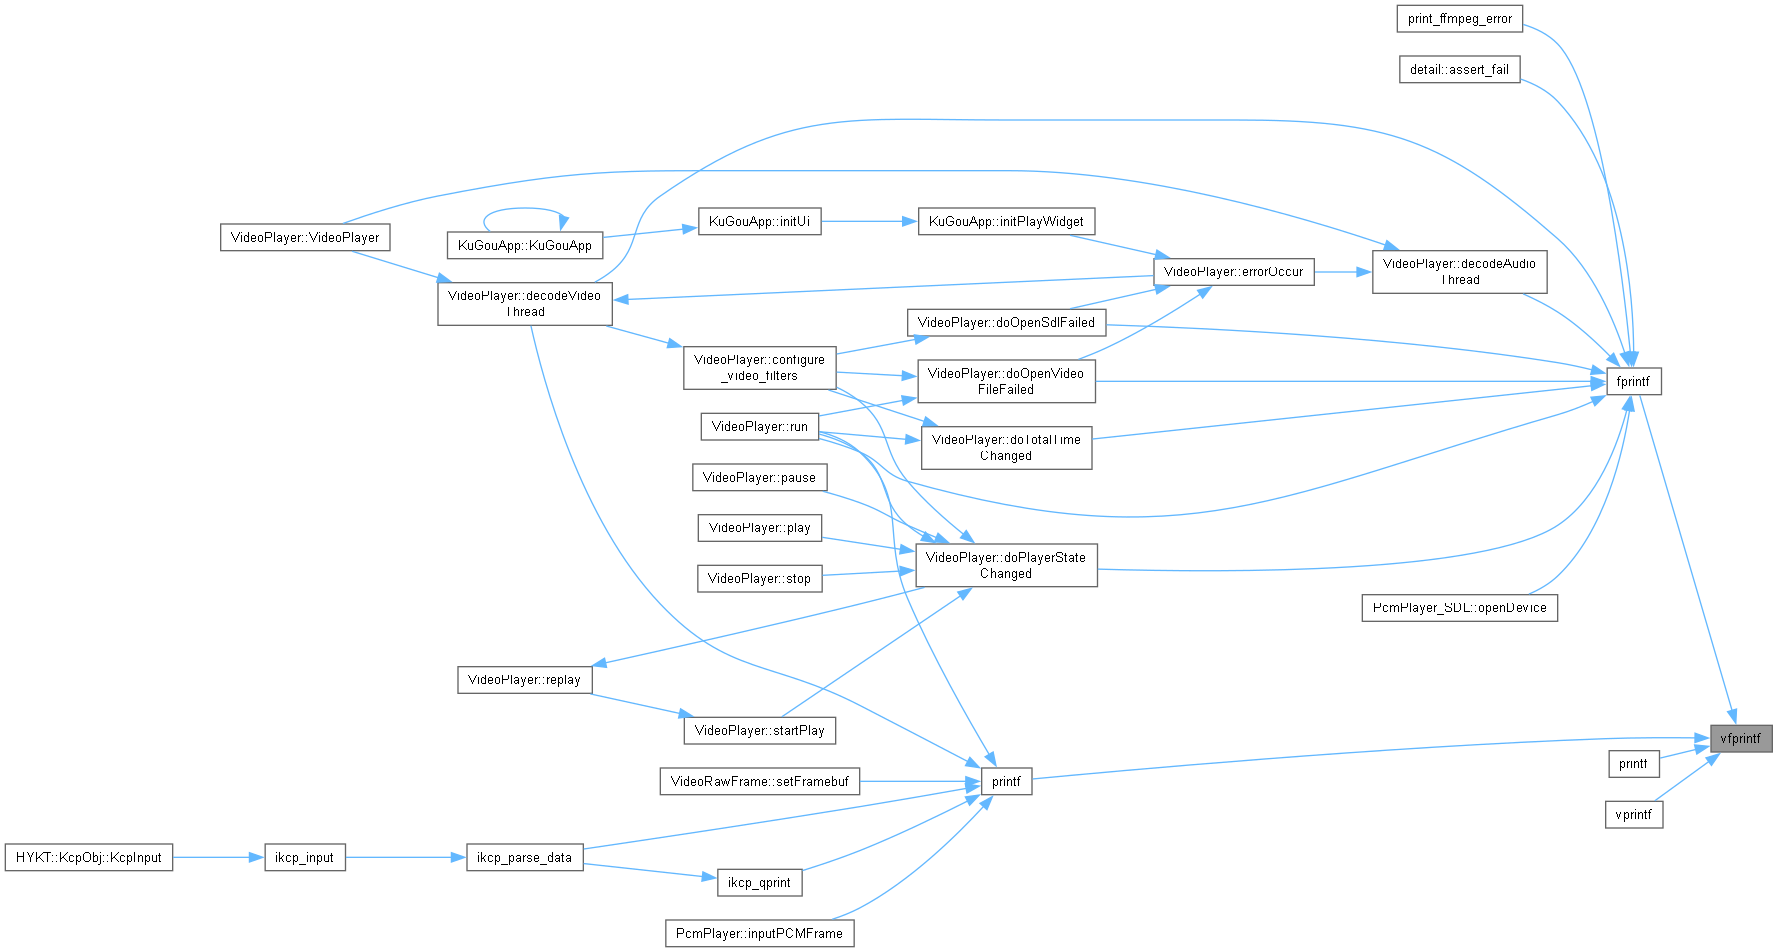 print_ffmpeg_error
detail::assert_fail
VideoPlayer::VideoPlayer
KuGouApp::KuGouApp
KuGouApp::initUi
KuGouApp::initPlayWidget
VideoPlayer::errorOccur
VideoPlayer::decodeAudio
Thread
VideoPlayer::decodeVideo
Thread
VideoPlayer::doOpenSdlFailed
VideoPlayer::configure
_video_filters
VideoPlayer::doOpenVideo
FileFailed
fprintf
VideoPlayer::run
VideoPlayer::doTotalTime
Changed
VideoPlayer::pause
VideoPlayer::play
VideoPlayer::doPlayerState
Changed
VideoPlayer::stop
PcmPlayer_SDL::openDevice
VideoPlayer::replay
VideoPlayer::startPlay
vfprintf
printf
VideoRawFrame::setFramebuf
printf
vprintf
HYKT::KcpObj::KcpInput
ikcp_input
ikcp_parse_data
ikcp_qprint
PcmPlayer::inputPCMFrame